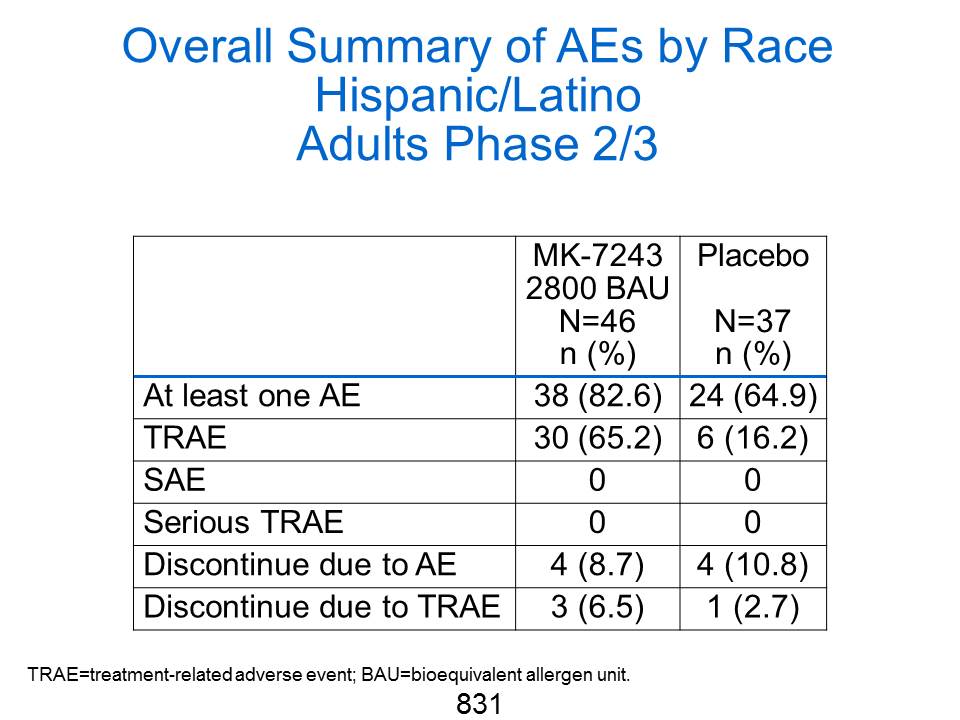 Overall Summary of AEs by Race
Hispanic/Latino
Adults Phase 2/3
MK-7243 Placebo
2800 BAU
N=46 N=37
n (%) n (%)
At least one AE 38 (82.6) 24 (64.9)
TRAE 30 (65.2) 6 (16.2)
SAE 0 0
Serious TRAE 0 0
Discontinue due to AE 4 (8.7) 4 (10.8)
Discontinue due to TRAE 3 (6.5) 1 (2.7)
TRAE=treatment-related adverse event; BAU=bioequivalent allergen unit.
831